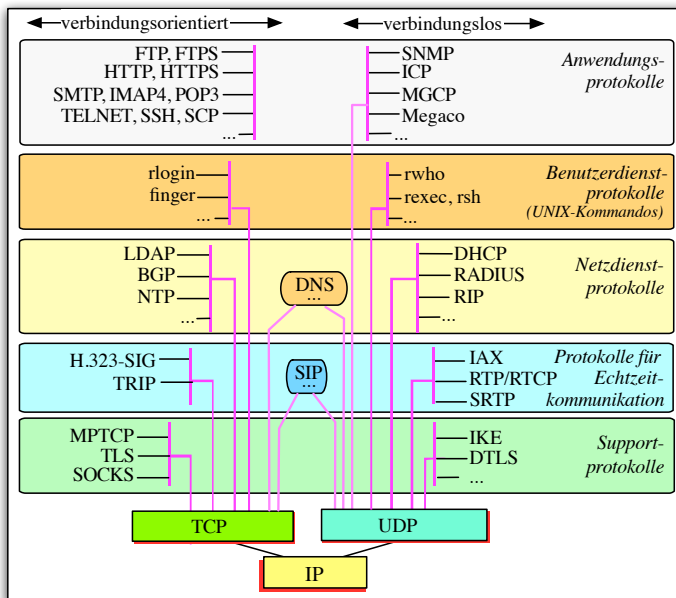 verbindungsorientiert verbindungslos
FTP, FTPS
HTTP, HTTPS
SMTP, IMAP4, POP3
TELNET, SSH, SCP
...
SNMP
ICP
MGCP
Megaco
...
Anwendungs-
protokolle
rlogin
finger
...
rwho
rexec, rsh
...
Benutzerdienst-
protokolle
(UNIX-Kommandos)
LDAP
BGP
NTP
...
DNS
...
DHCP
RADIUS
RIP
...
Netzdienst-
protokolle
H.323-SIG
TRIP
SIP
...
IAX
RTP/RTCP
SRTP
Protokolle für
Echtzeit-
kommunikation
MPTCP
TLS
SOCKS
IKE
DTLS
...
Support-
protokolle
TCP
UDP
IP